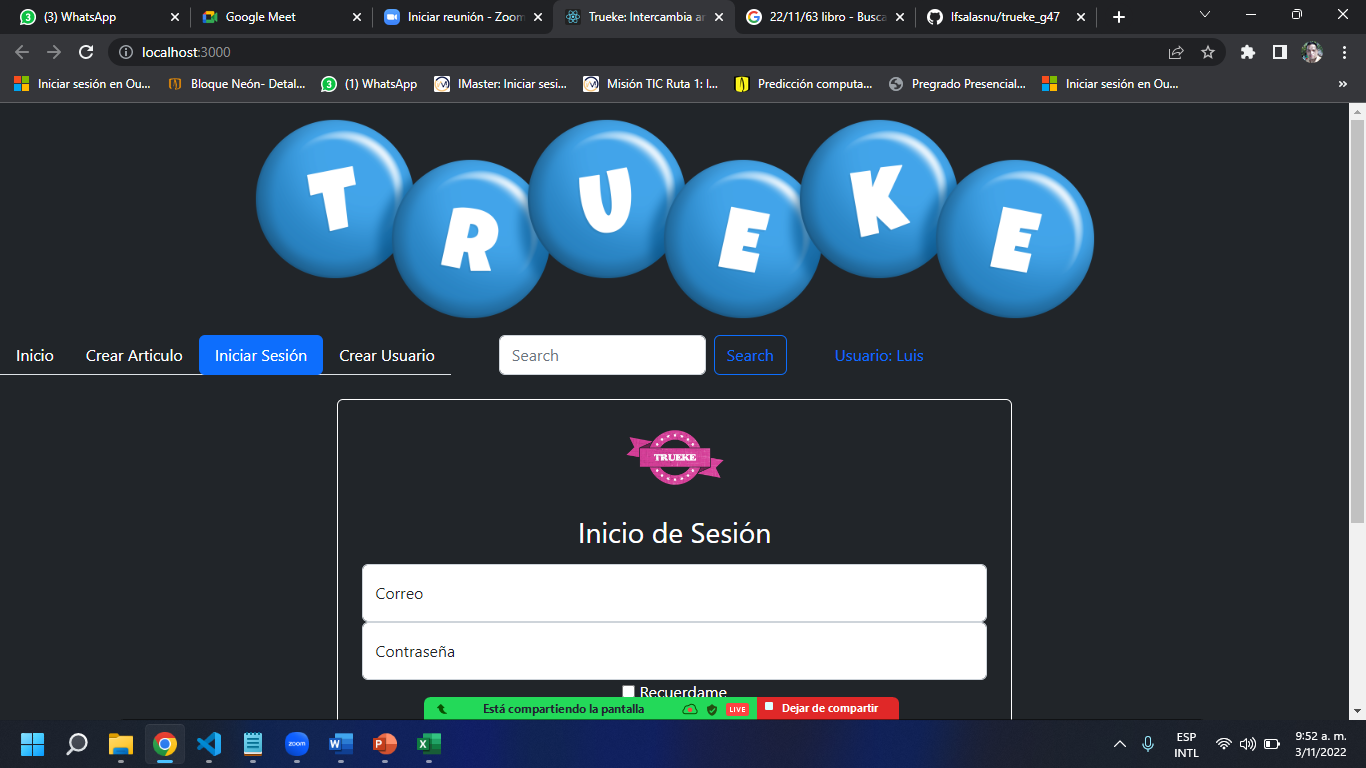 (3) WhatsApp
Google Meet
Iniciar reunión - Zoom
Trueke: Intercambia ar
22/11/63 libro - Busca
lfsalasnu/trueke_g47
localhost:3000
Iniciar sesión en Ou...
Bloque Neón- Detal...
(1) WhatsApp
IMaster: Iniciar sesi...
Misión TIC Ruta 1: I...
Predicción computa...
Pregrado Presencial...
Iniciar sesión en Ou...
»
TRUEKE
Inicio
Crear Articulo
Iniciar Sesión
Crear Usuario
Search
Search
Usuario: Luis
TRUEKE
Inicio de Sesión
Correo
Contraseña
Recuerdame
Está compartiendo la pantalla
LIVE
Dejar de compartir
zoom
ESP
INTL
9:52 a. m.
3/11/2022